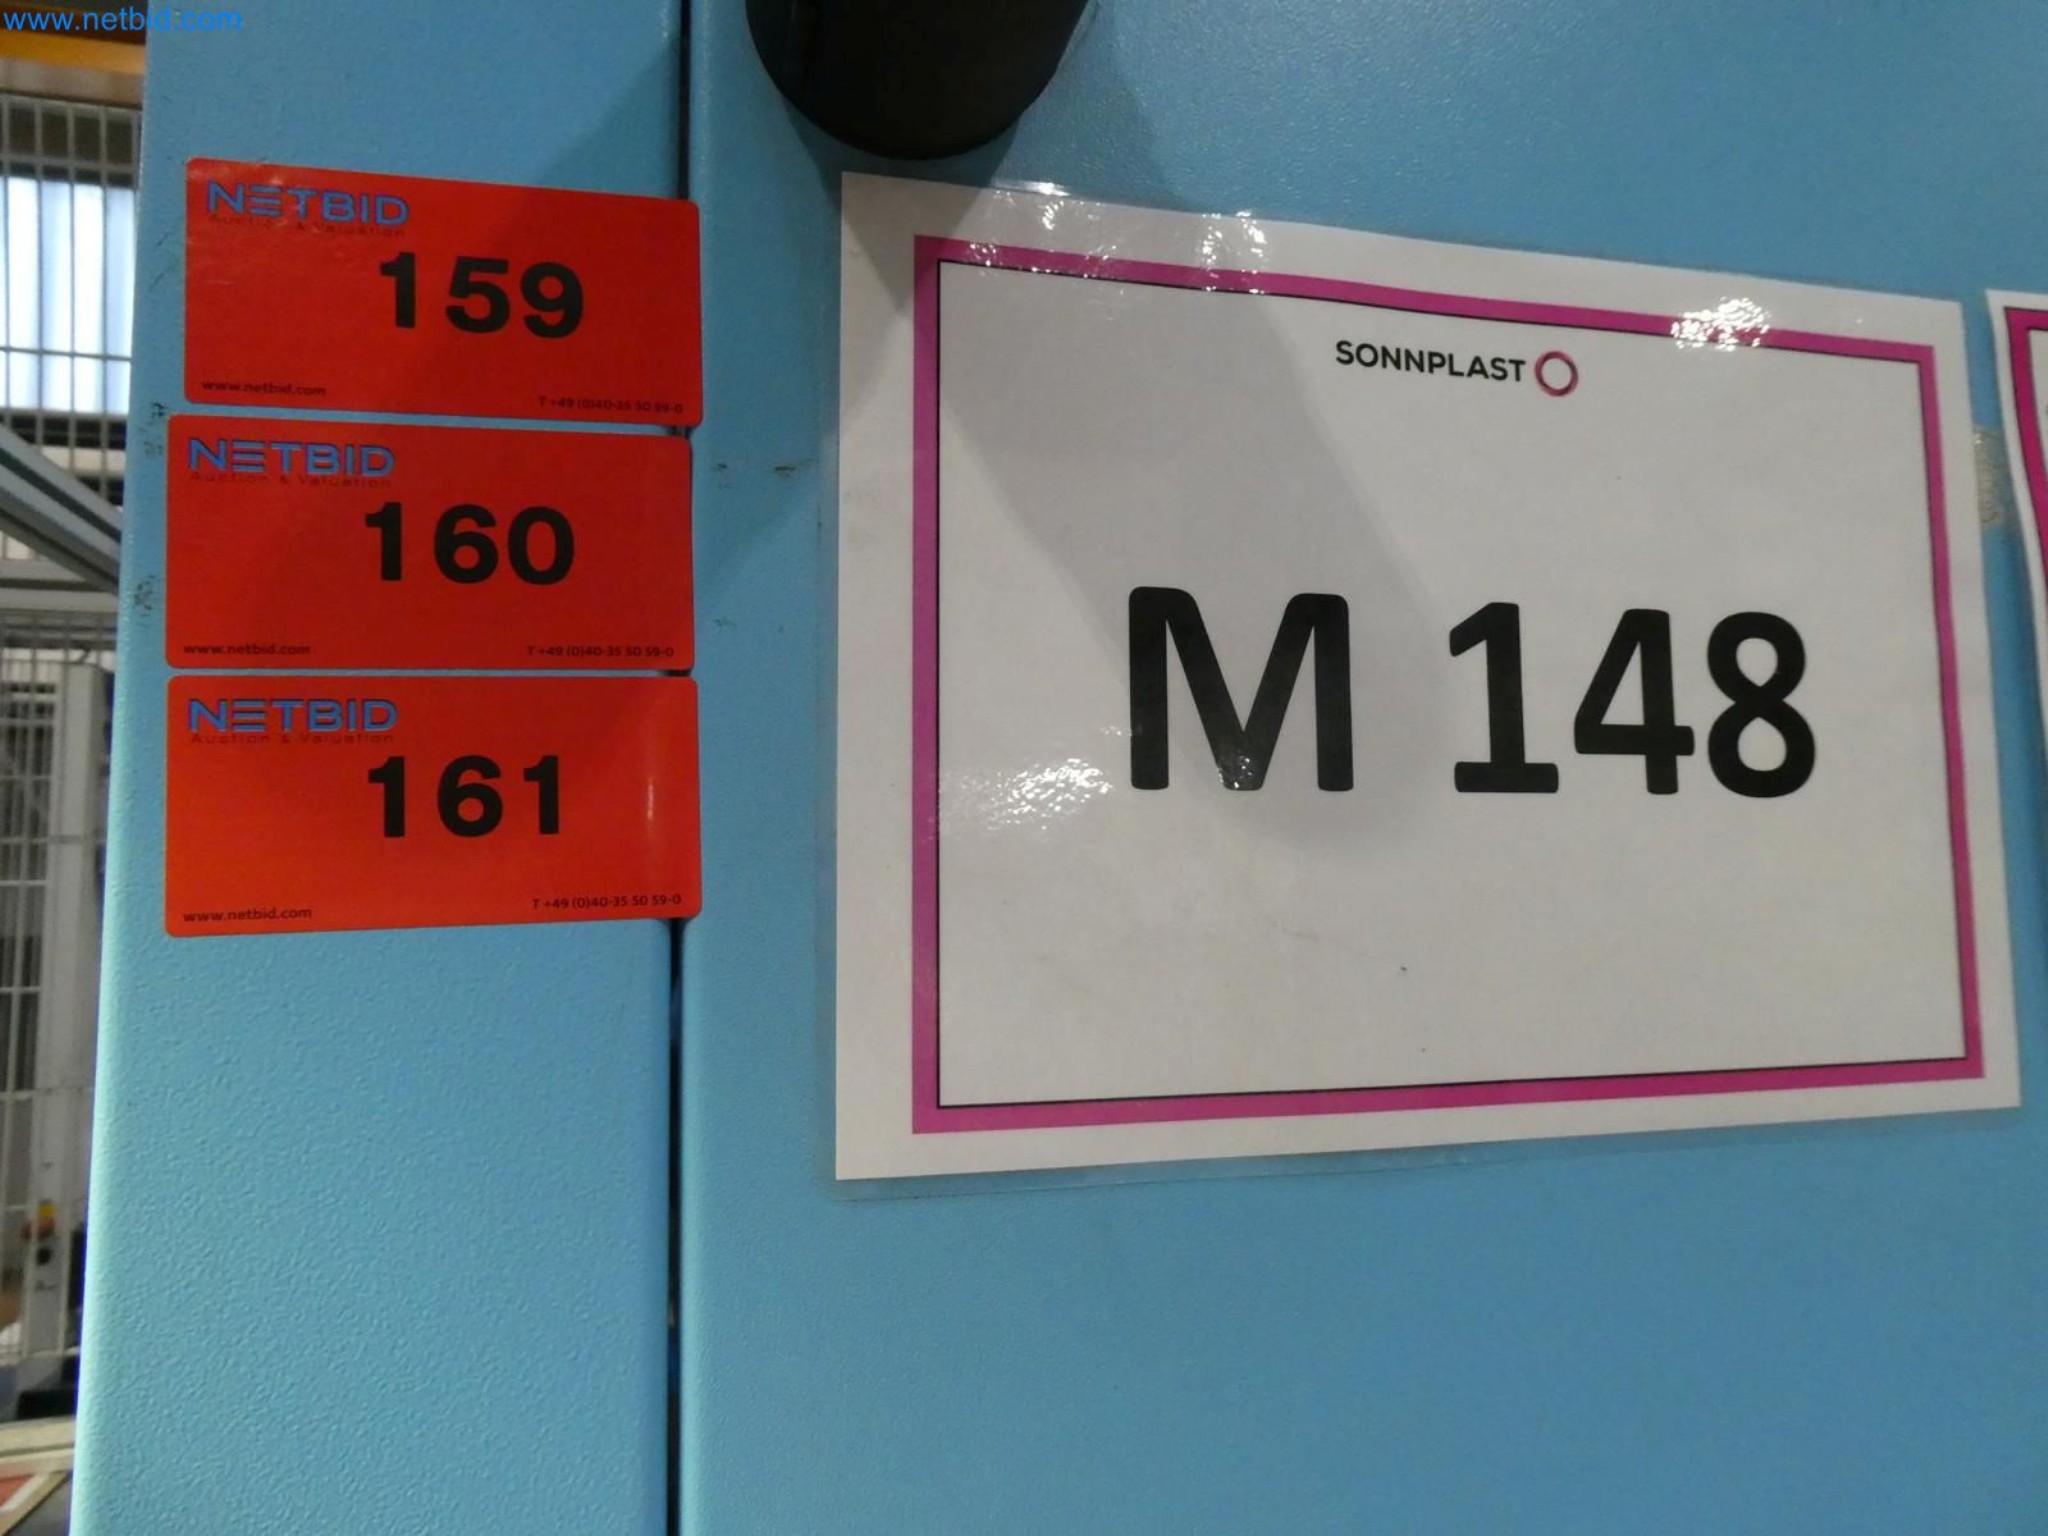 www.netbid.com
NETBID
Auction & Valuation
159
www.netbid.com
T +49 (0)40-35 50 59-0
NETBID
Auction & Valuation
160
www.netbid.com
T +49 (0)40-35 50 59-0
NETBID
Auction & Valuation
161
www.netbid.com
T +49 (0)40-35 50 59-0
SONNPLAST
M 148